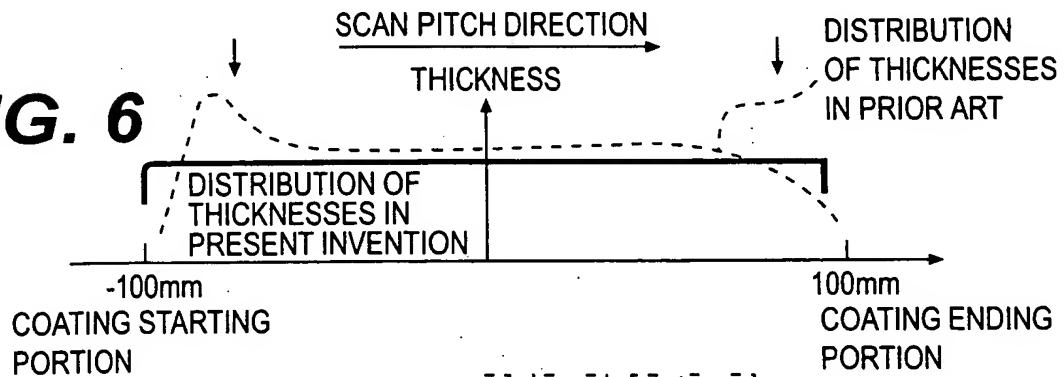 SCAN PITCH DIRECTION
DISTRIBUTION
OF THICKNESSES
IN PRIOR ART
THICKNESS
G. 6
DISTRIBUTION OF
THICKNESSES IN
PRESENT INVENTION
-100mm
100mm
COATING STARTING
PORTION
COATING ENDING
PORTION